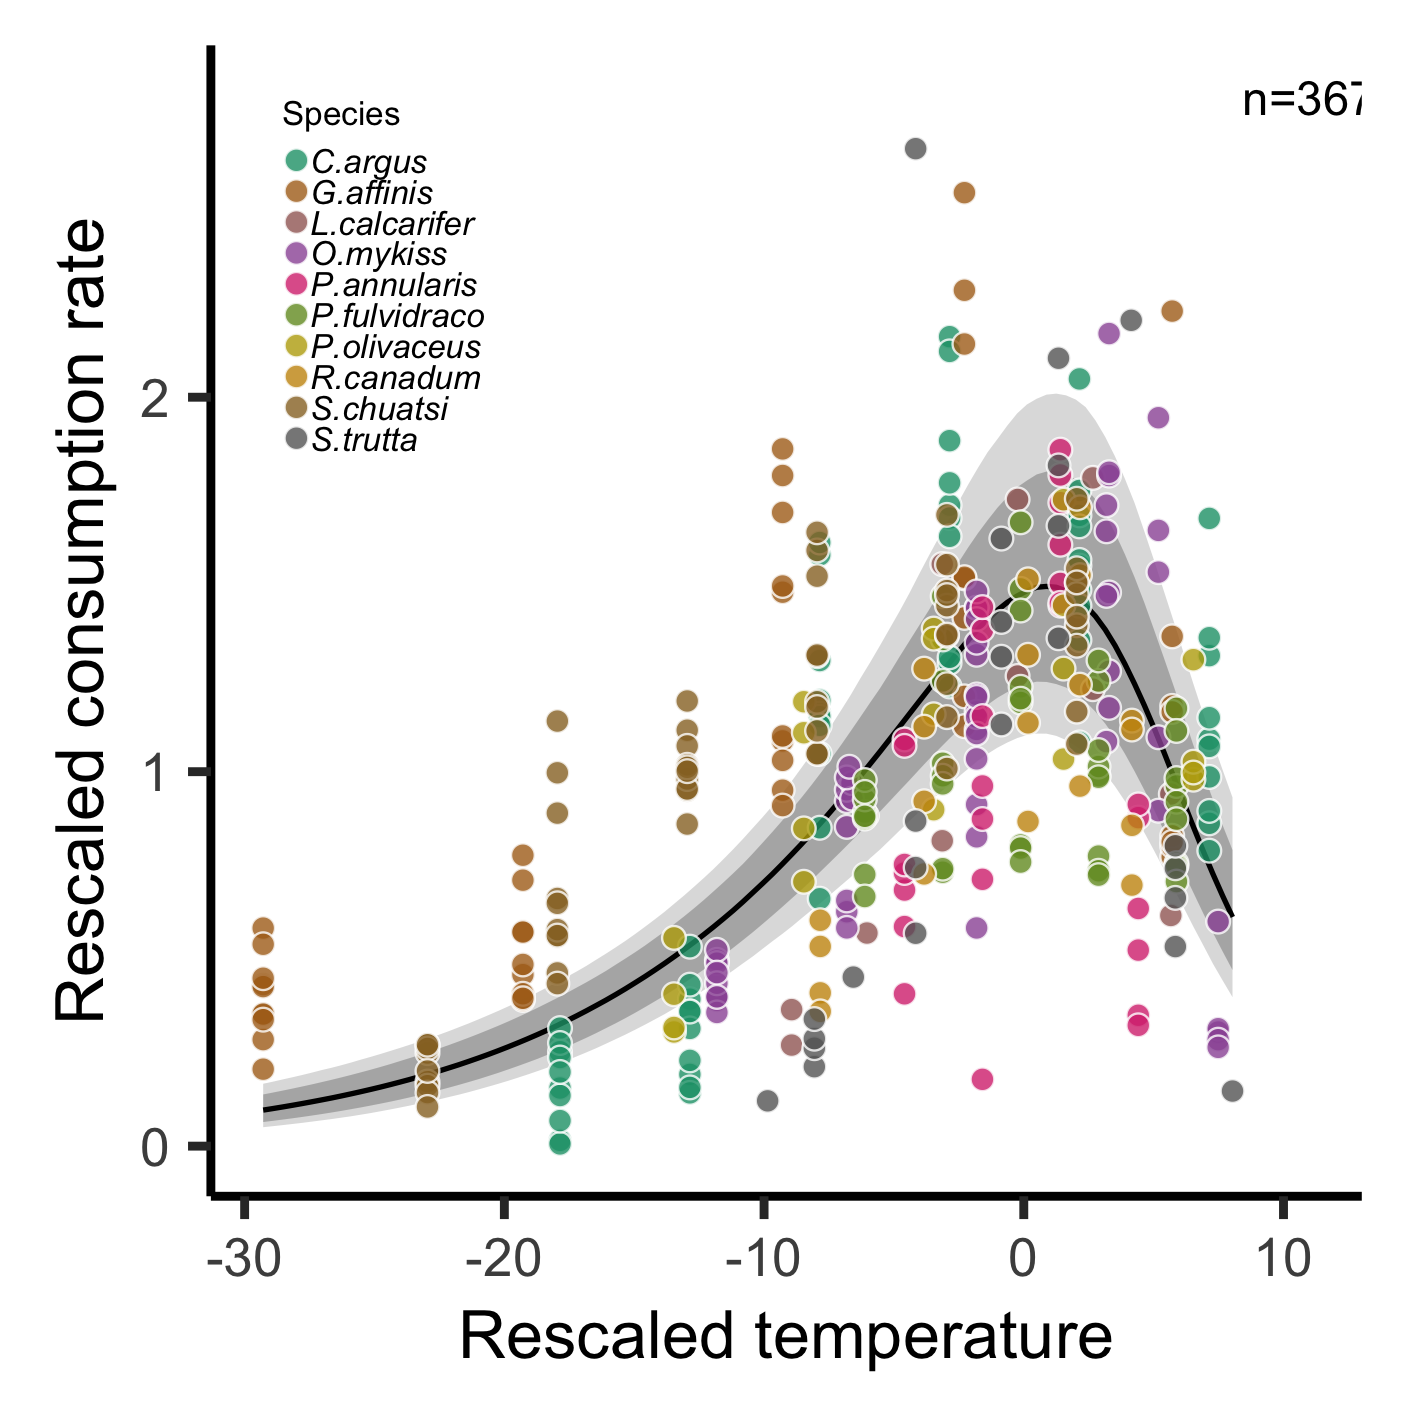 n=367
Species
C.argus
G.affinis
L.calcarifer
O.mykiss
P.annularis
P.fulvidraco
P.olivaceus
R.canadum
S.chuatsi
S.trutta
Rescaled consumption rate
2
1
0
-30 -20 -10 0 10
Rescaled temperature